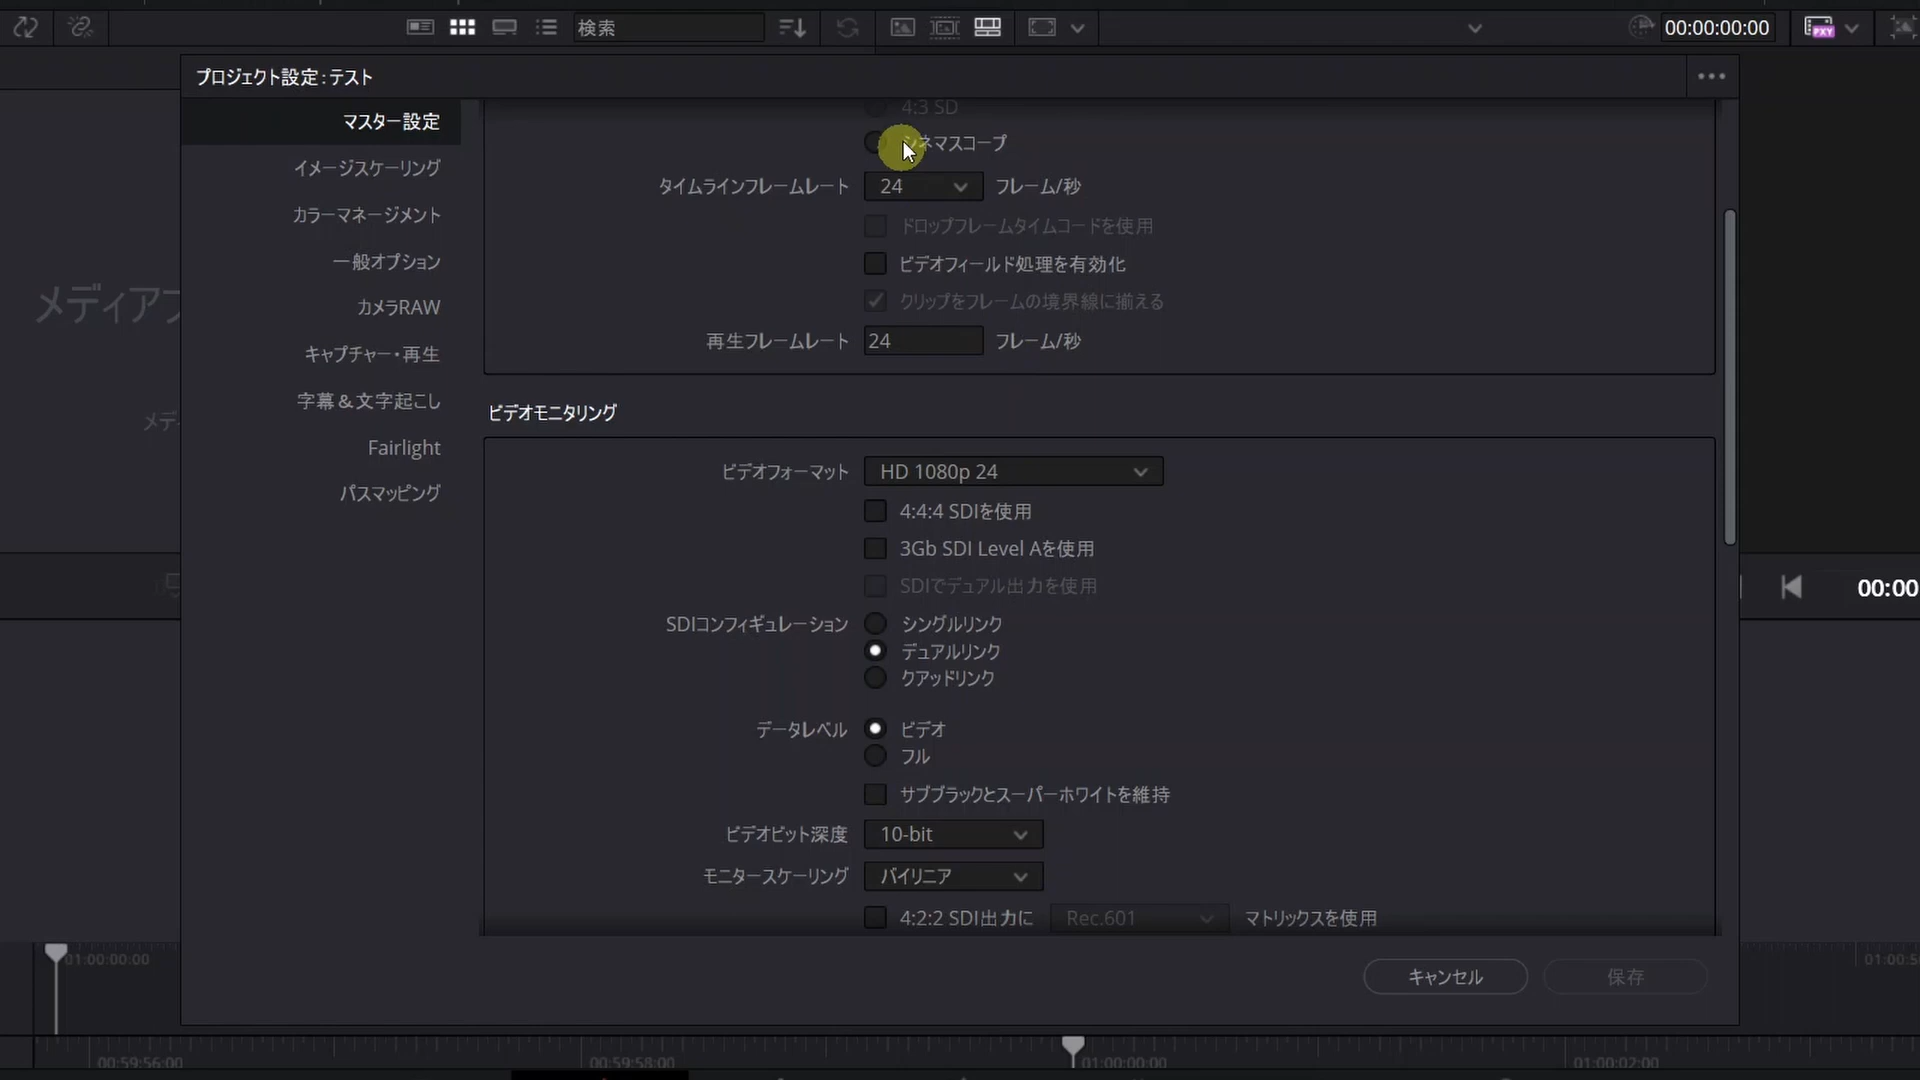 検索
00:00:00:00
PXY
プロジェクト設定：テスト
マスター設定
イメージスケーリング
カラーマネージメント
一般オプション
カメラRAW
キャプチャー・再生
字幕＆文字起こし
Fairlight
パスマッピング
4:3 SD
シネマスコープ
タイムラインフレームレート 24 フレーム/秒
ドロップフレームタイムコードを使用
ビデオフィールド処理を有効化
クリップをフレームの境界線に揃える
再生フレームレート 24 フレーム/秒
ビデオモニタリング
ビデオフォーマット HD 1080p 24
4:4:4 SDIを使用
3Gb SDI Level Aを使用
SDIでデュアル出力を使用
SDIコンフィギュレーション シングルリンク
デュアルリンク
クアッドリンク
データレベル ビデオ
フル
サブブラックとスーパーホワイトを維持
ビデオビット深度 10-bit
モニタースケーリング バイリニア
4:2:2 SDI出力に Rec.601 マトリックスを使用
キャンセル 保存
メディア
メデ
00:00
01:00:00:00
01:00:5
00:59:56:00
00:59:58:00
01:00:00:00
01:00:02:00